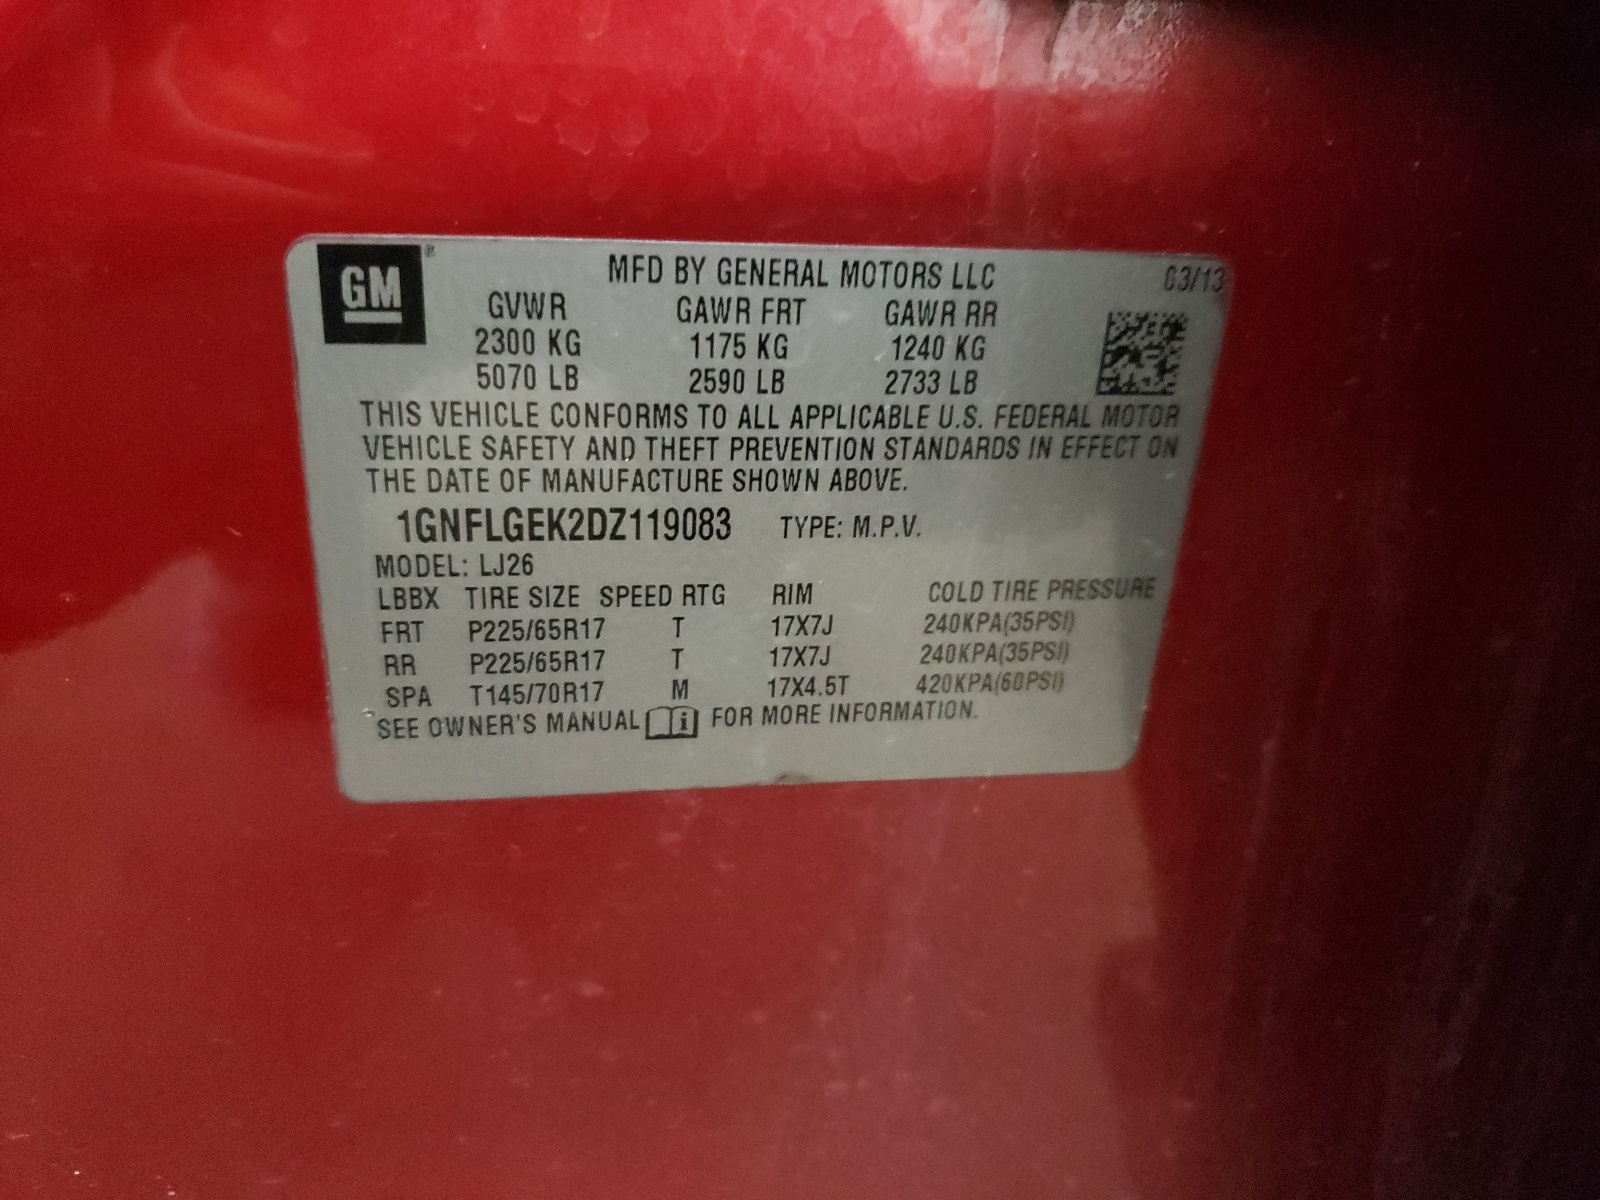 GM ® MFD BY GENERAL MOTORS LLC 03/13
GVWR GAWR FRT GAWR RR
2300 KG 1175 KG 1240 KG
5070 LB 2590 LB 2733 LB
THIS VEHICLE CONFORMS TO ALL APPLICABLE U.S. FEDERAL MOTOR
VEHICLE SAFETY AND THEFT PREVENTION STANDARDS IN EFFECT ON
THE DATE OF MANUFACTURE SHOWN ABOVE.
1GNFLGEK2DZ119083 TYPE: M.P.V.
MODEL: LJ26
LBBX TIRE SIZE SPEED RTG RIM COLD TIRE PRESSURE
FRT P225/65R17 T 17X7J 240KPA(35PSI)
RR P225/65R17 T 17X7J 240KPA(35PSI)
SPA T145/70R17 M 17X4.5T 420KPA(60PSI)
SEE OWNER'S MANUAL i FOR MORE INFORMATION.